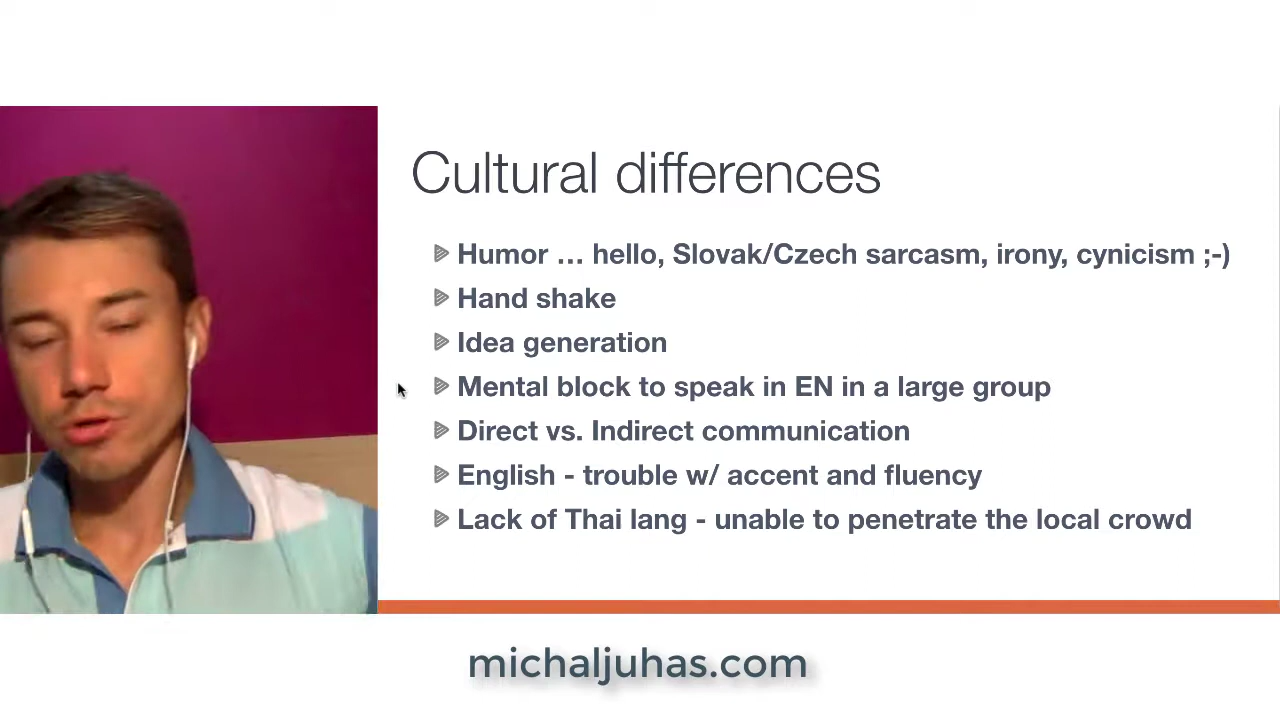 Cultural differences
Humor … hello, Slovak/Czech sarcasm, irony, cynicism ;-)
Hand shake
Idea generation
Mental block to speak in EN in a large group
Direct vs. Indirect communication
English - trouble w/ accent and fluency
Lack of Thai lang - unable to penetrate the local crowd
michaljuhas.com